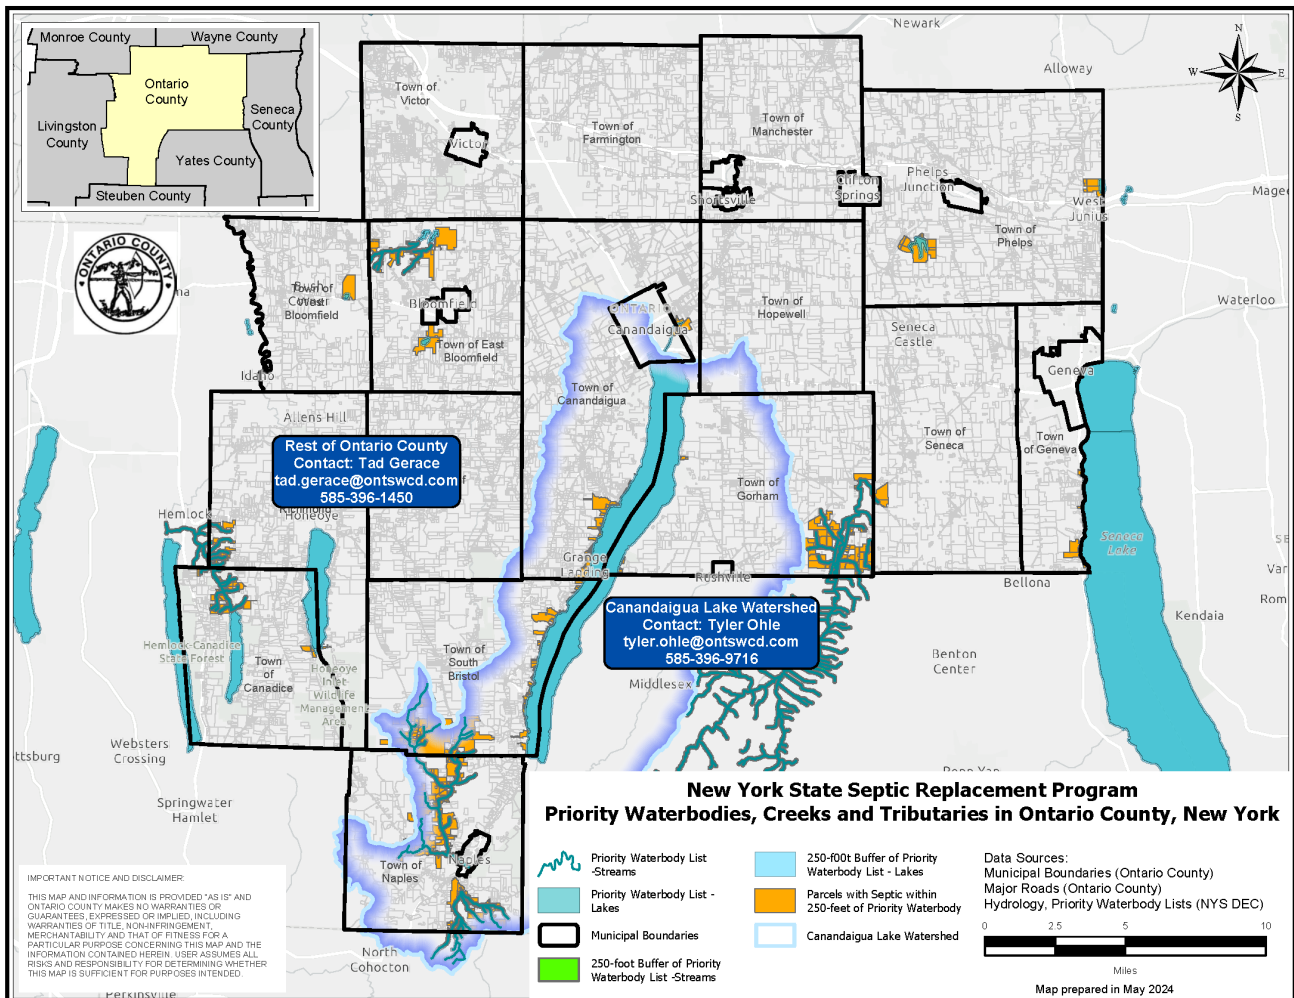 Monroe County
Wayne County
Ontario
County
Livingston
County
Seneca
County
Yates County
Steuben County
ONTARIO COUNTY
Newark
Alloway
N
W
E
S
Town of
Victor
Victor
Town of
Farmington
Town of
Manchester
Shortsville
Clifton
Springs
Phelps
Junction
West
Junius
Town of
Phelps
Waterloo
Town of
West
Bloomfield
Bloomfield
Town of East
Bloomfield
ONTARIO
Canandaigua
Town of
Hopewell
Seneca
Castle
Geneva
Idaho
Allens Hill
Town of
Canandaigua
Rest of Ontario County
Contact: Tad Gerace
tad.gerace@ontswcd.com
585-396-1450
Richmond
Honeoye
Hemlock
Town of
Gorham
Town of
Seneca
Town
of Geneva
Seneca
Lake
Grange
Landing
Rushville
Bellona
Kendaia
Canandaigua Lake Watershed
Contact: Tyler Ohle
tyler.ohle@ontswcd.com
585-396-9716
Hemlock-Canadice
State Forest
Town
of
Canadice
Honeoye
Inlet
Wildlife
Management
Area
Town of
South
Bristol
Middlesex
Benton
Center
Websters
Crossing
Springwater
Hamlet
Penn Yan
Town of
Naples
Naples
North
Cohocton
Perkinsville
New York State Septic Replacement Program
Priority Waterbodies, Creeks and Tributaries in Ontario County, New York
Priority Waterbody List
-Streams
Priority Waterbody List -
Lakes
Municipal Boundaries
250-foot Buffer of Priority
Waterbody List -Streams
250-foot Buffer of Priority
Waterbody List - Lakes
Parcels with Septic within
250-feet of Priority Waterbody
Canandaigua Lake Watershed
Data Sources:
Municipal Boundaries (Ontario County)
Major Roads (Ontario County)
Hydrology, Priority Waterbody Lists (NYS DEC)
0 2.5 5 10
Miles
Map prepared in May 2024
IMPORTANT NOTICE AND DISCLAIMER:
THIS MAP AND INFORMATION IS PROVIDED "AS IS" AND
ONTARIO COUNTY MAKES NO WARRANTIES OR
GUARANTEES, EXPRESSED OR IMPLIED, INCLUDING
WARRANTIES OF TITLE, NON-INFRINGEMENT,
MERCHANTABILITY AND THAT OF FITNESS FOR A
PARTICULAR PURPOSE CONCERNING THIS MAP AND THE
INFORMATION CONTAINED HEREIN. USER ASSUMES ALL
RISKS AND RESPONSIBILITY FOR DETERMINING WHETHER
THIS MAP IS SUFFICIENT FOR PURPOSES INTENDED.